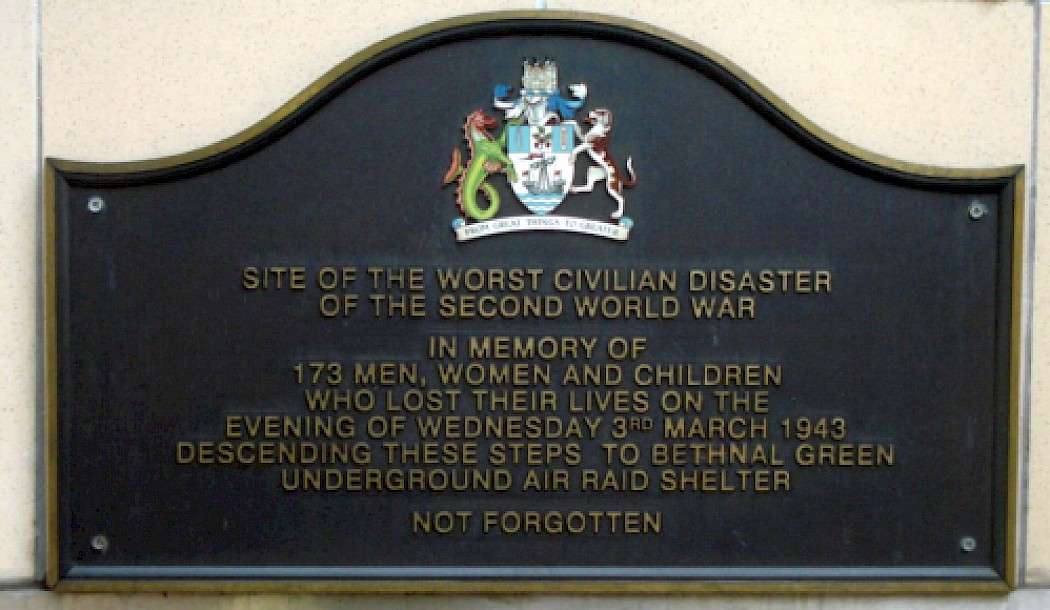 FROM GREAT THINGS TO GREATER
SITE OF THE WORST CIVILIAN DISASTER
OF THE SECOND WORLD WAR
IN MEMORY OF
173 MEN, WOMEN AND CHILDREN
WHO LOST THEIR LIVES ON THE
EVENING OF WEDNESDAY 3RD MARCH 1943
DESCENDING THESE STEPS TO BETHNAL GREEN
UNDERGROUND AIR RAID SHELTER
NOT FORGOTTEN